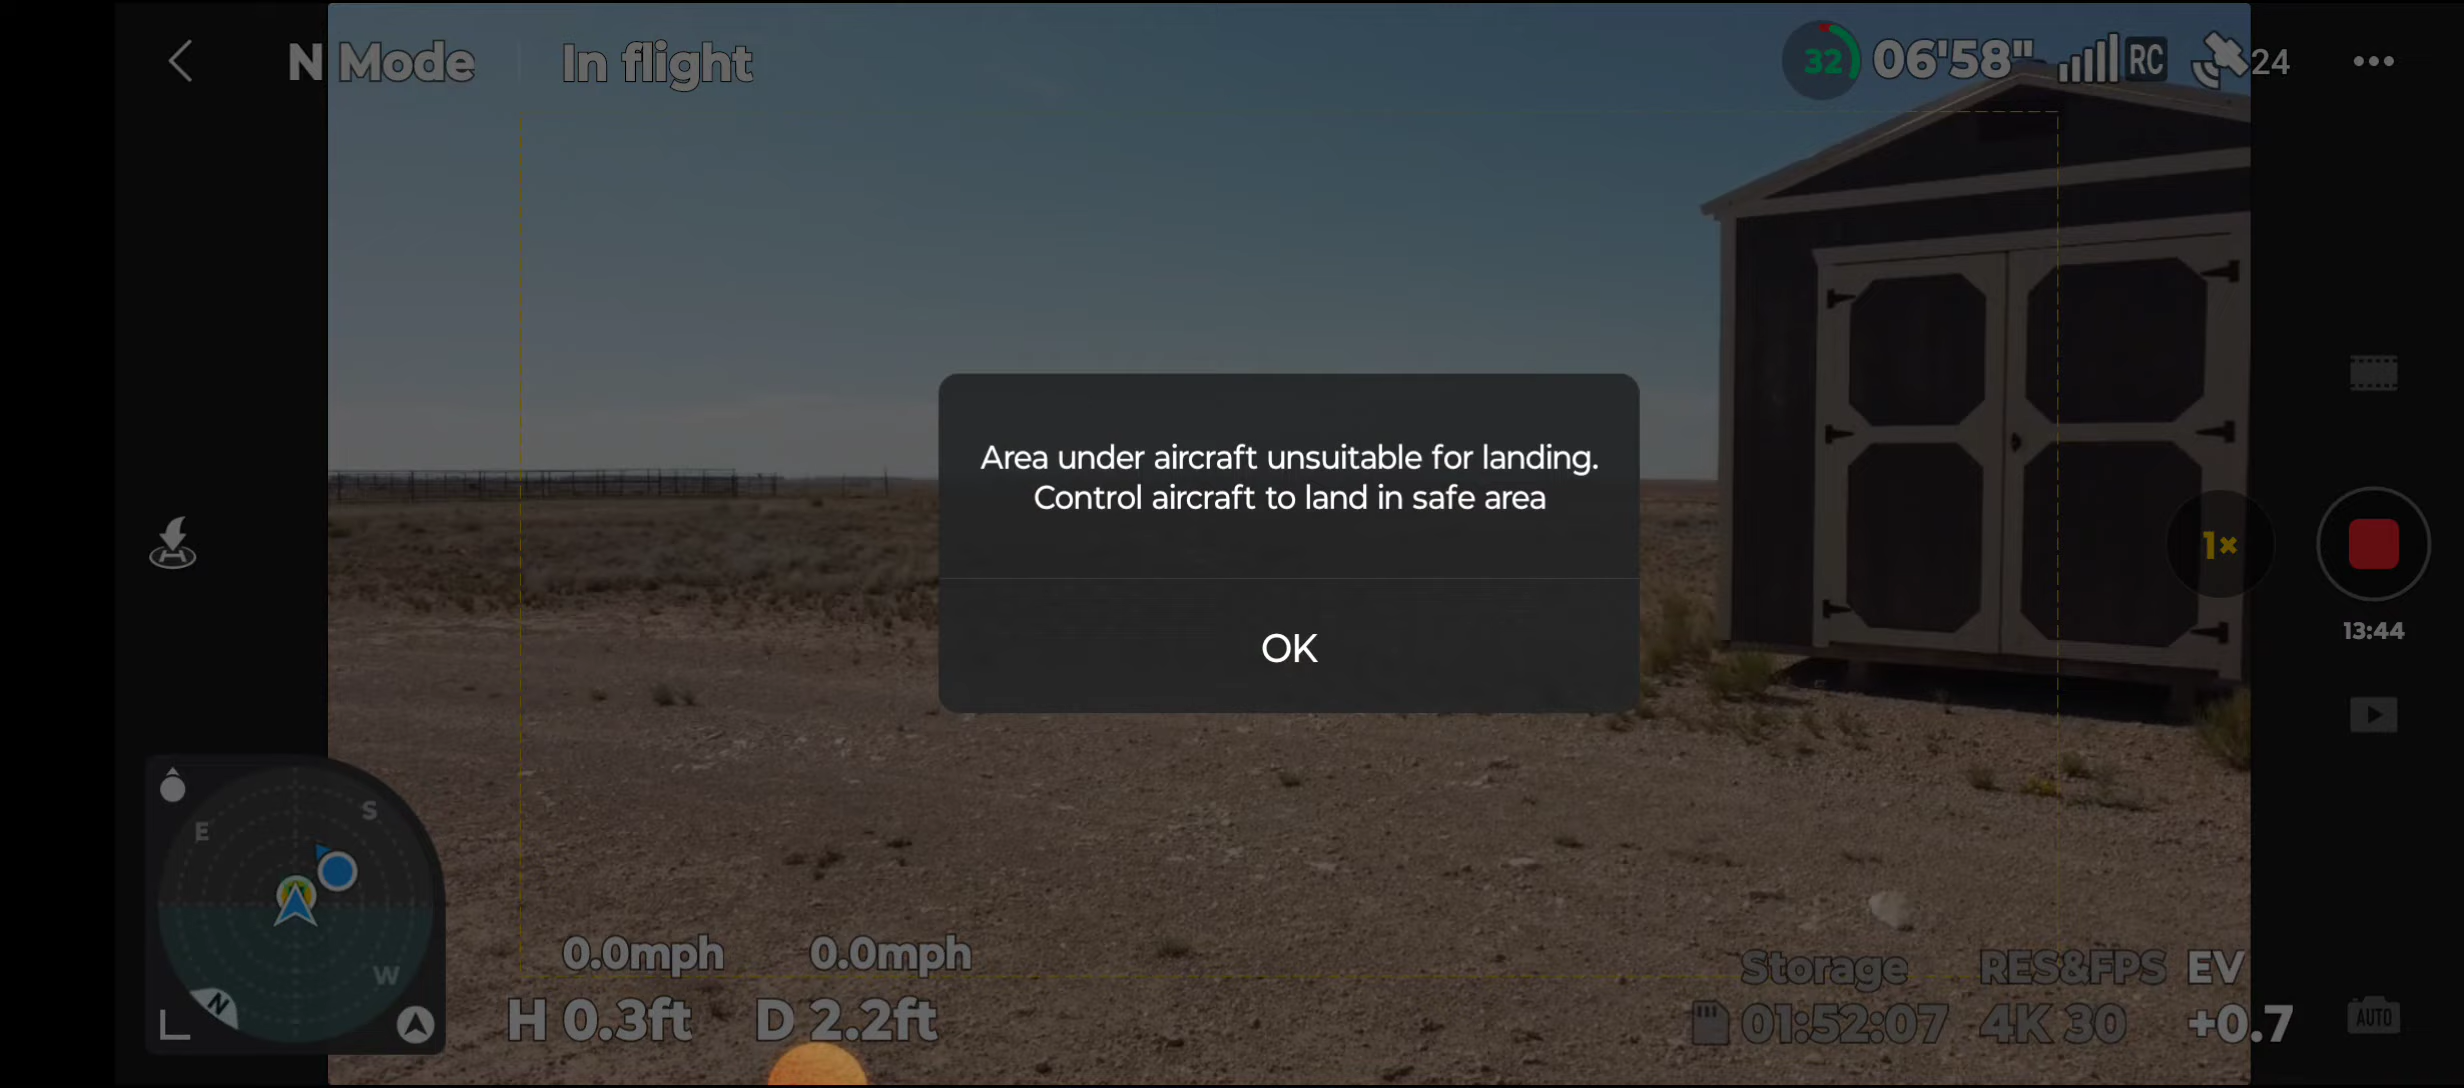 N Mode
In flight
32
06'58"
RC
24
Area under aircraft unsuitable for landing.
Control aircraft to land in safe area
OK
1×
13:44
S
E
W
N
0.0mph
0.0mph
H 0.3ft
D 2.2ft
Storage
01:52:07
RES&FPS
4K 30
EV
+0.7
AUTO